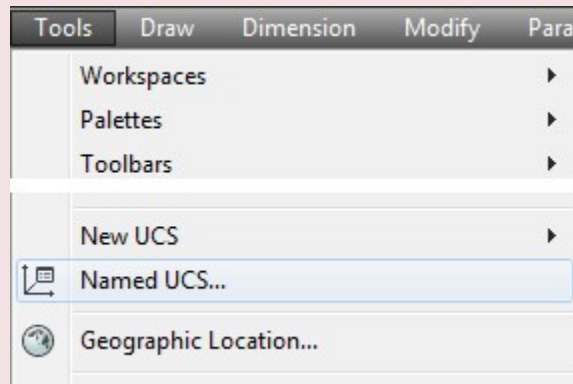 Tools Draw Dimension Modify Para
Workspaces
Palettes
Toolbars
New UCS
Named UCS...
Geographic Location...